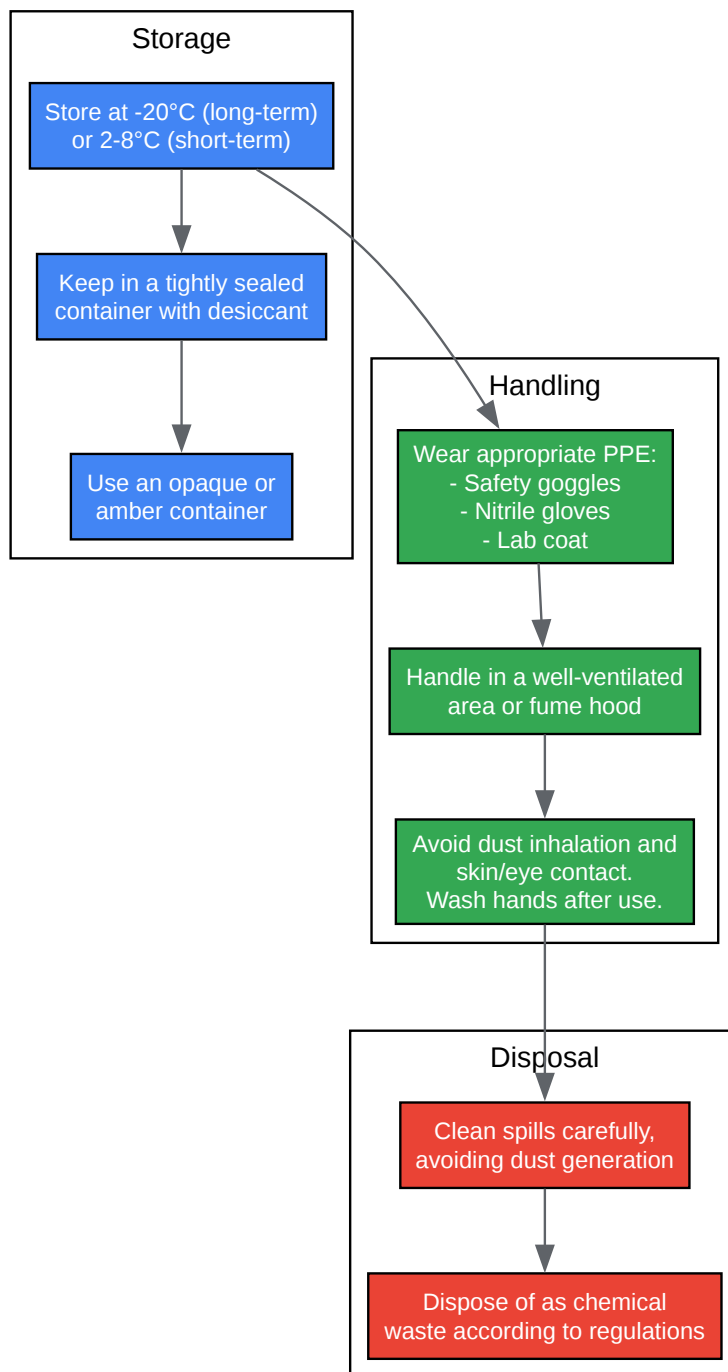 Storage
Store at -20°C (long-term)
or 2-8°C (short-term)
Keep in a tightly sealed
container with desiccant
Use an opaque or
amber container
Handling
Wear appropriate PPE:
- Safety goggles
- Nitrile gloves
- Lab coat
Handle in a well-ventilated
area or fume hood
Avoid dust inhalation and
skin/eye contact.
Wash hands after use.
Disposal
Clean spills carefully,
avoiding dust generation
Dispose of as chemical
waste according to regulations